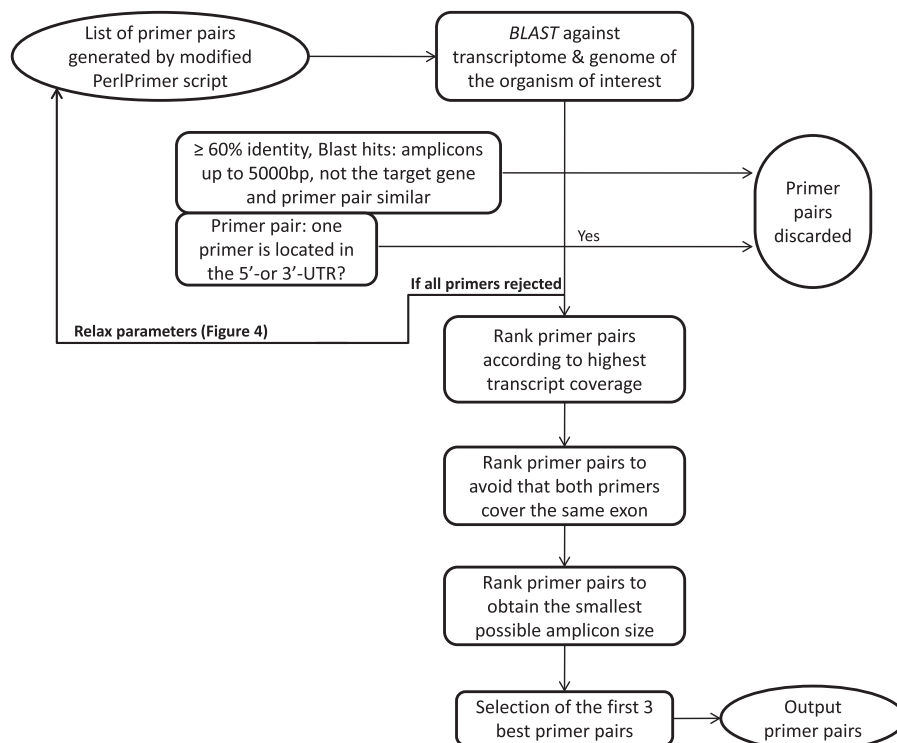 List of primer pairs
generated by modified
PerlPrimer script
BLAST against
transcriptome & genome of
the organism of interest
≥ 60% identity, Blast hits: amplicons
up to 5000bp, not the target gene
and primer pair similar
Primer pair: one
primer is located in
the 5’-or 3’-UTR?
Yes
Primer
pairs
discarded
If all primers rejected
Relax parameters (Figure 4)
Rank primer pairs
according to highest
transcript coverage
Rank primer pairs to
avoid that both primers
cover the same exon
Rank primer pairs to
obtain the smallest
possible amplicon size
Selection of the first 3
best primer pairs
Output
primer pairs